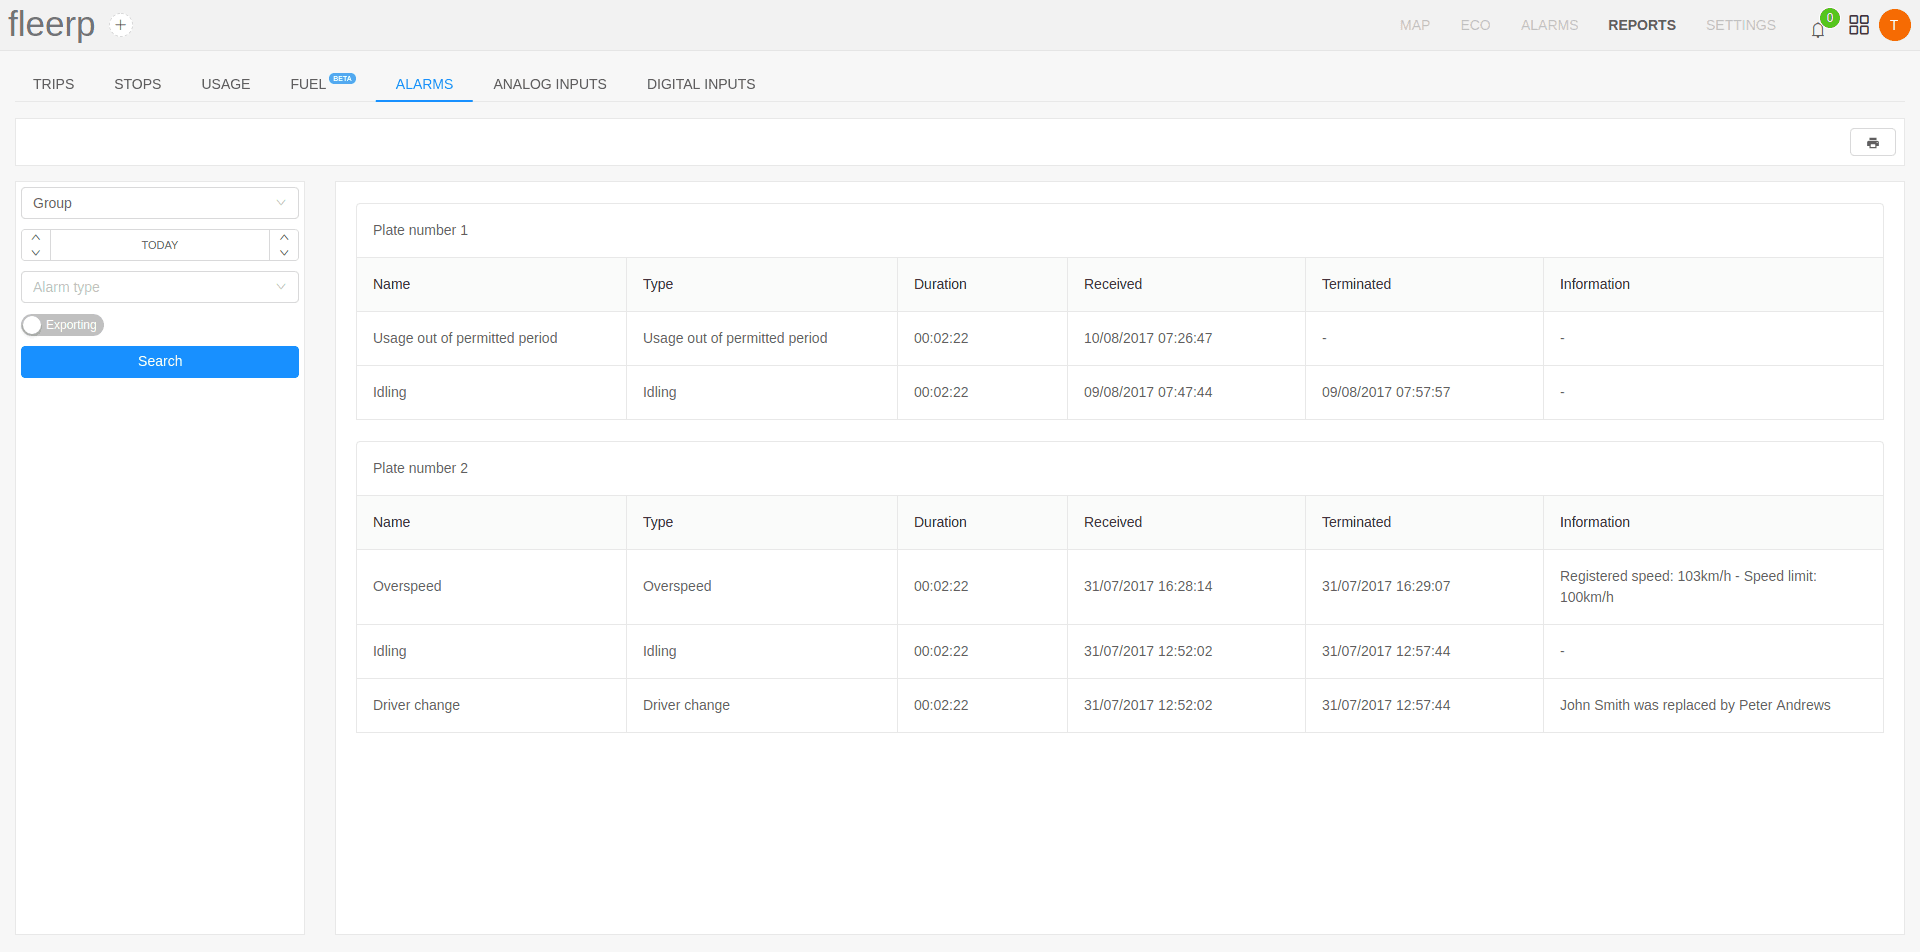 fleerp
MAP ECO ALARMS REPORTS SETTINGS 0 T
TRIPS STOPS USAGE FUEL BETA ALARMS ANALOG INPUTS DIGITAL INPUTS
Group
TODAY
Alarm type
Exporting
Search
Plate number 1
Name Type Duration Received Terminated Information
Usage out of permitted period Usage out of permitted period 00:02:22 10/08/2017 07:26:47 - -
Idling Idling 00:02:22 09/08/2017 07:47:44 09/08/2017 07:57:57 -
Plate number 2
Name Type Duration Received Terminated Information
Overspeed Overspeed 00:02:22 31/07/2017 16:28:14 31/07/2017 16:29:07 Registered speed: 103km/h - Speed limit:
100km/h
Idling Idling 00:02:22 31/07/2017 12:52:02 31/07/2017 12:57:44 -
Driver change Driver change 00:02:22 31/07/2017 12:52:02 31/07/2017 12:57:44 John Smith was replaced by Peter Andrews